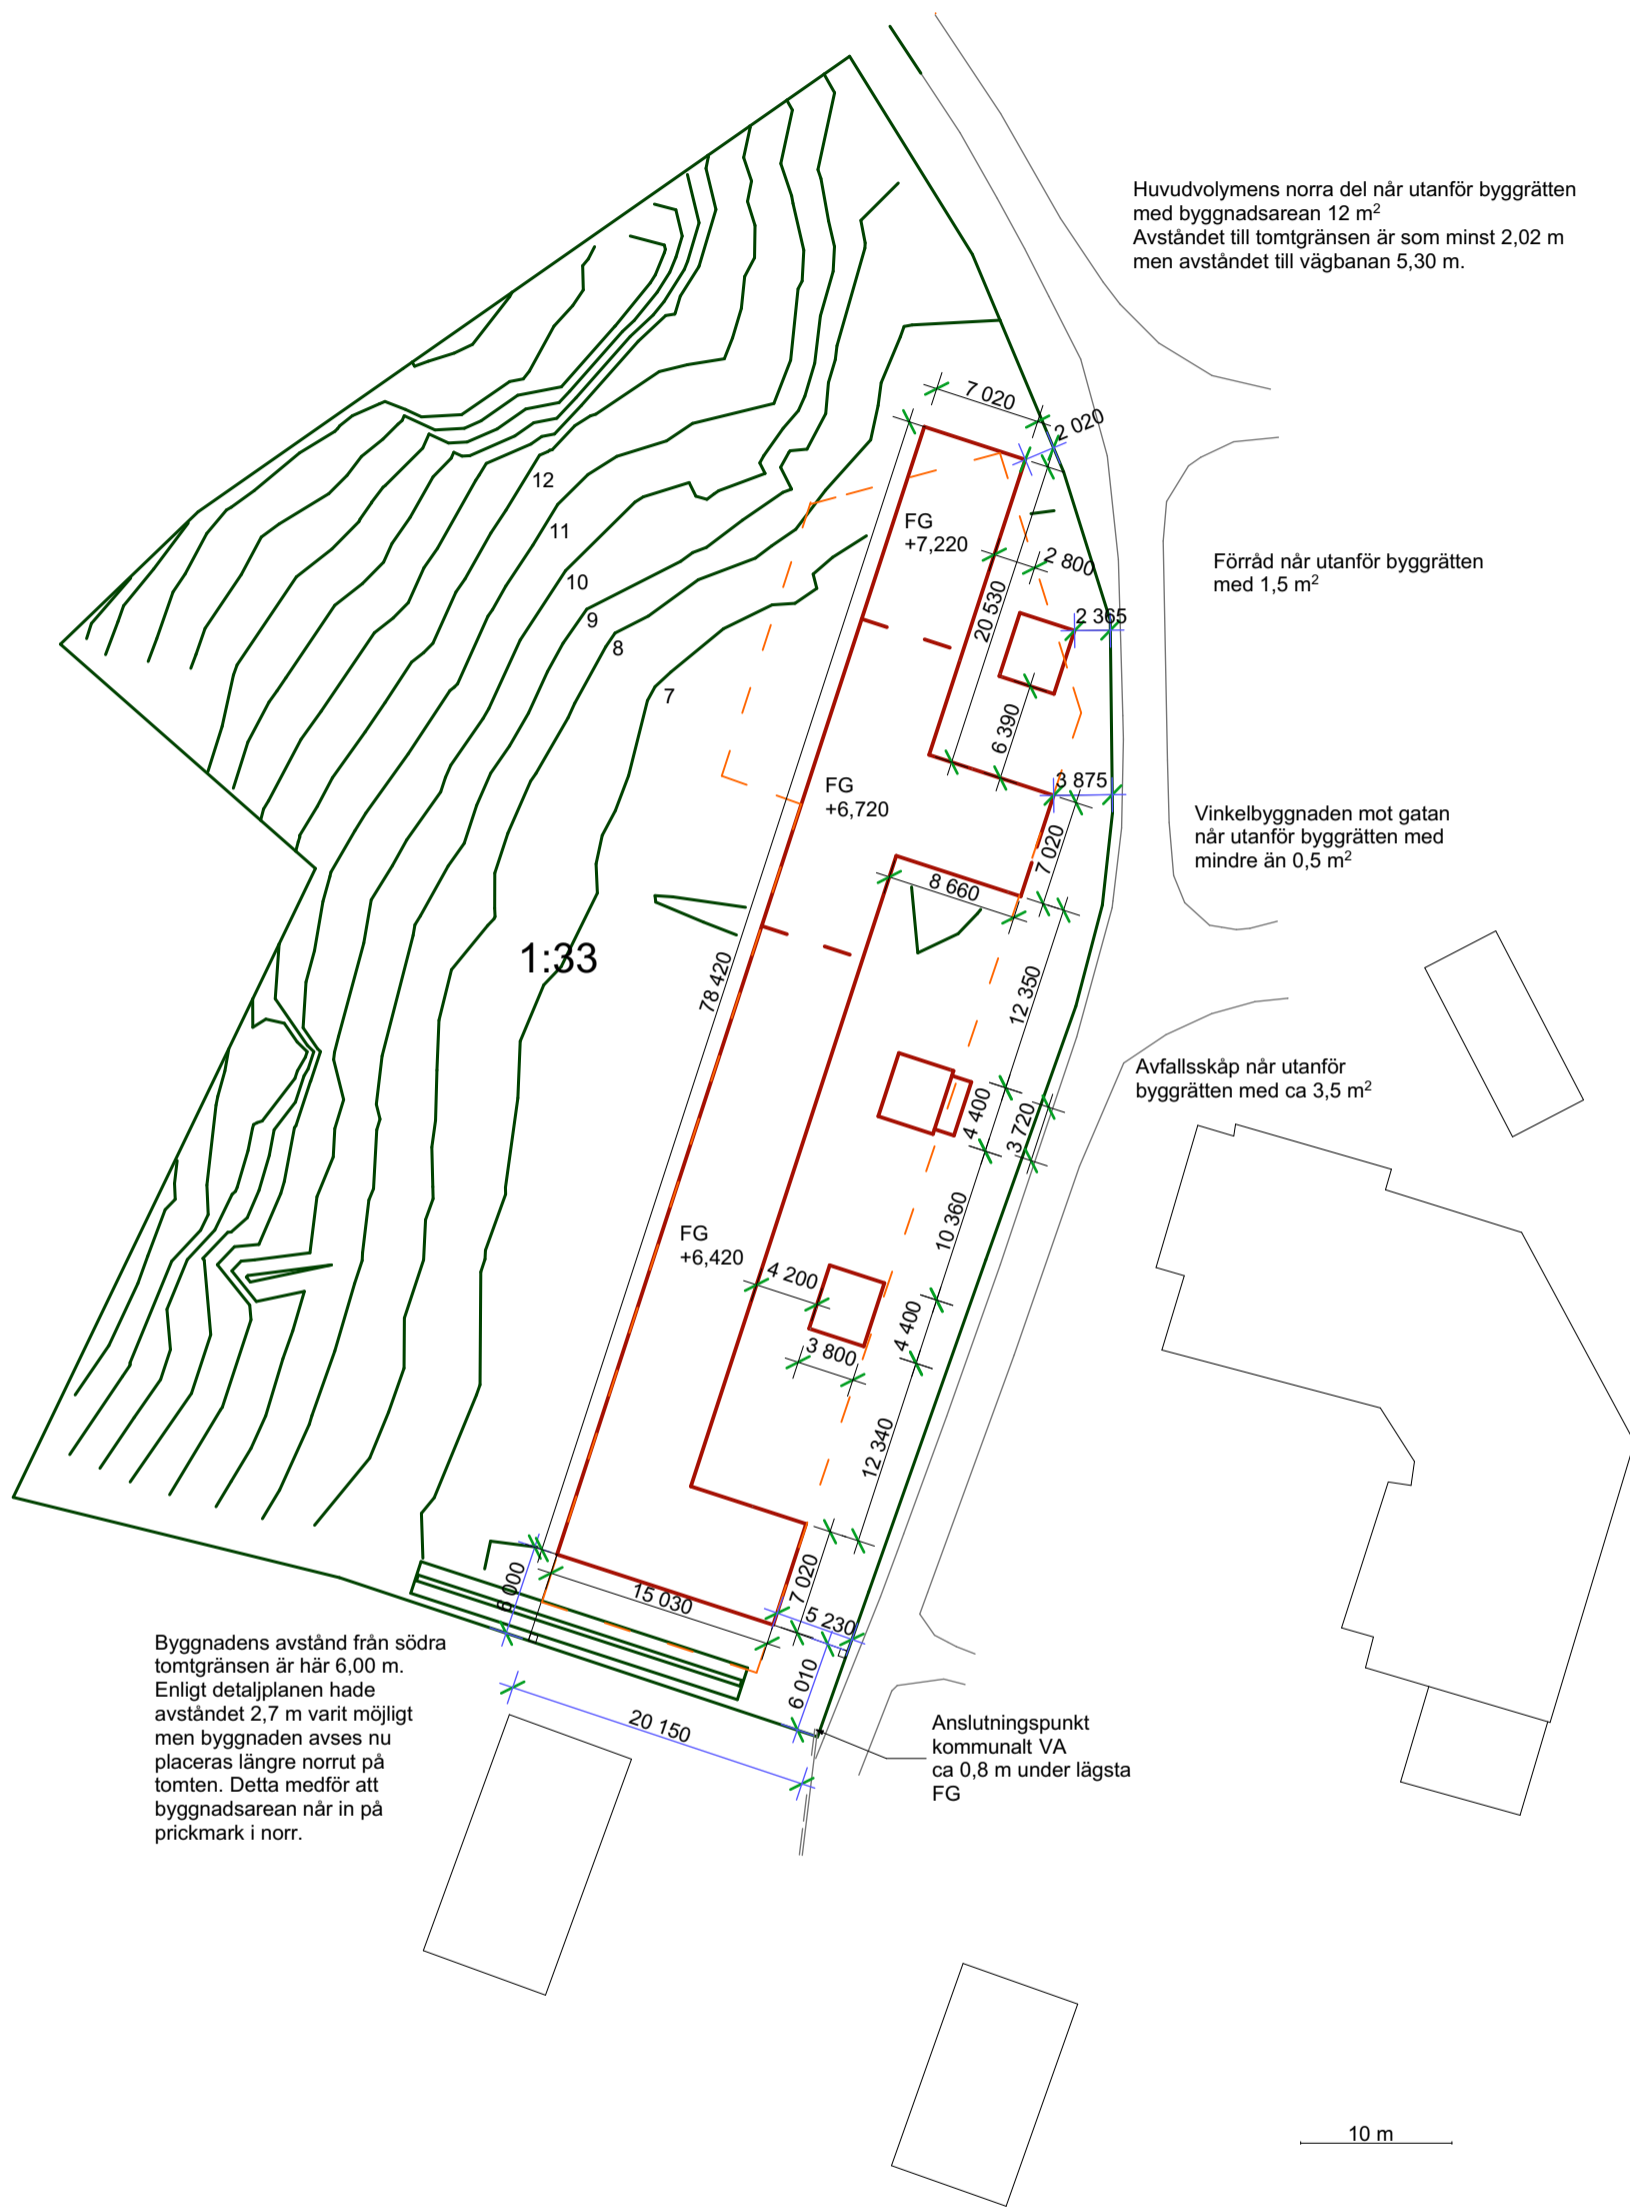 Huvudvolymens norra del når utanför byggrätten
med byggnadsarean 12 m²
Avståndet till tomtgränsen är som minst 2,02 m
men avståndet till vägbanan 5,30 m.
7 020
2 020
12
11
10
9
8
7
FG
+7,220
2 800
20 530
2 365
6 390
Förråd når utanför byggrätten
med 1,5 m²
FG
+6,720
3 875
7 020
8 660
Vinkelbyggnaden mot gatan
når utanför byggrätten med
mindre än 0,5 m²
1:33
78 420
12 350
4 400
3 720
Avfallsskåp når utanför
byggrätten med ca 3,5 m²
10 360
FG
+6,420
4 200
4 400
3 800
12 340
7 020
6 000
15 030
5 230
6 010
20 150
Byggnadens avstånd från södra
tomtgränsen är här 6,00 m.
Enligt detaljplanen hade
avståndet 2,7 m varit möjligt
men byggnaden avses nu
placeras längre norrut på
tomten. Detta medför att
byggnadsarean når in på
prickmark i norr.
Anslutningspunkt
kommunalt VA
ca 0,8 m under lägsta
FG
10 m